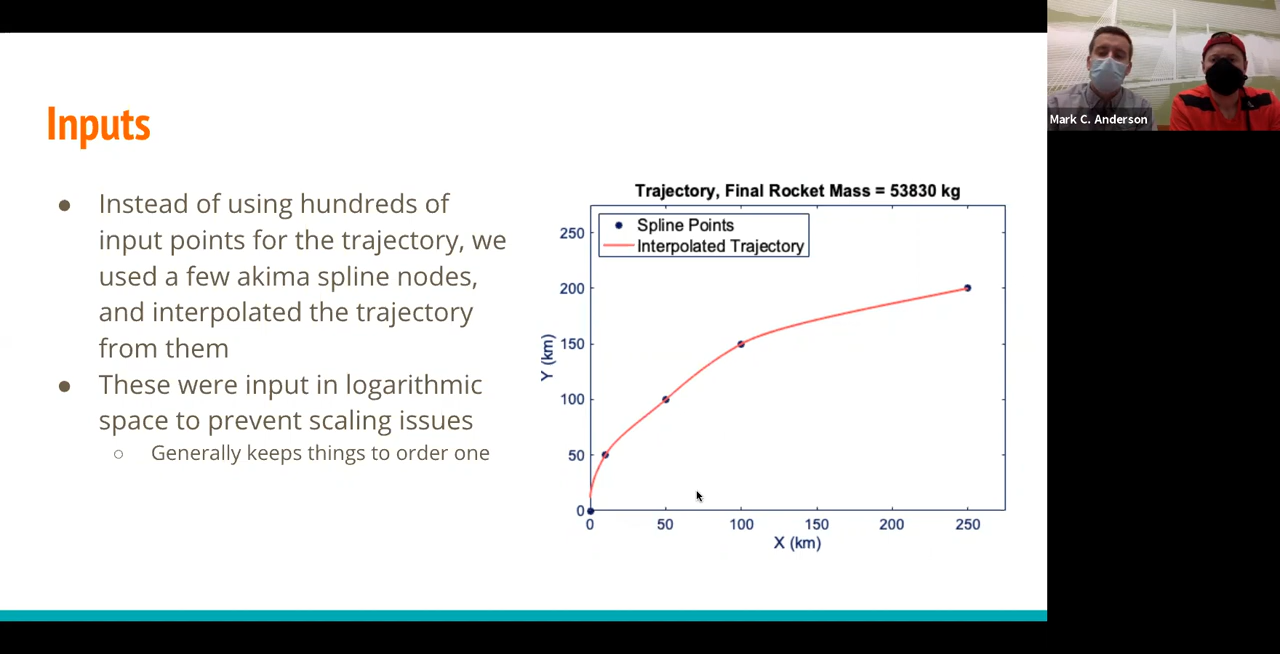 Inputs
● Instead of using hundreds of
input points for the trajectory, we
used a few akima spline nodes,
and interpolated the trajectory
from them
● These were input in logarithmic
space to prevent scaling issues
○ Generally keeps things to order one
Trajectory, Final Rocket Mass = 53830 kg
Spline Points
Interpolated Trajectory
Y (km)
250
200
150
100
50
0
0 50 100 150 200 250
X (km)
Mark C. Anderson